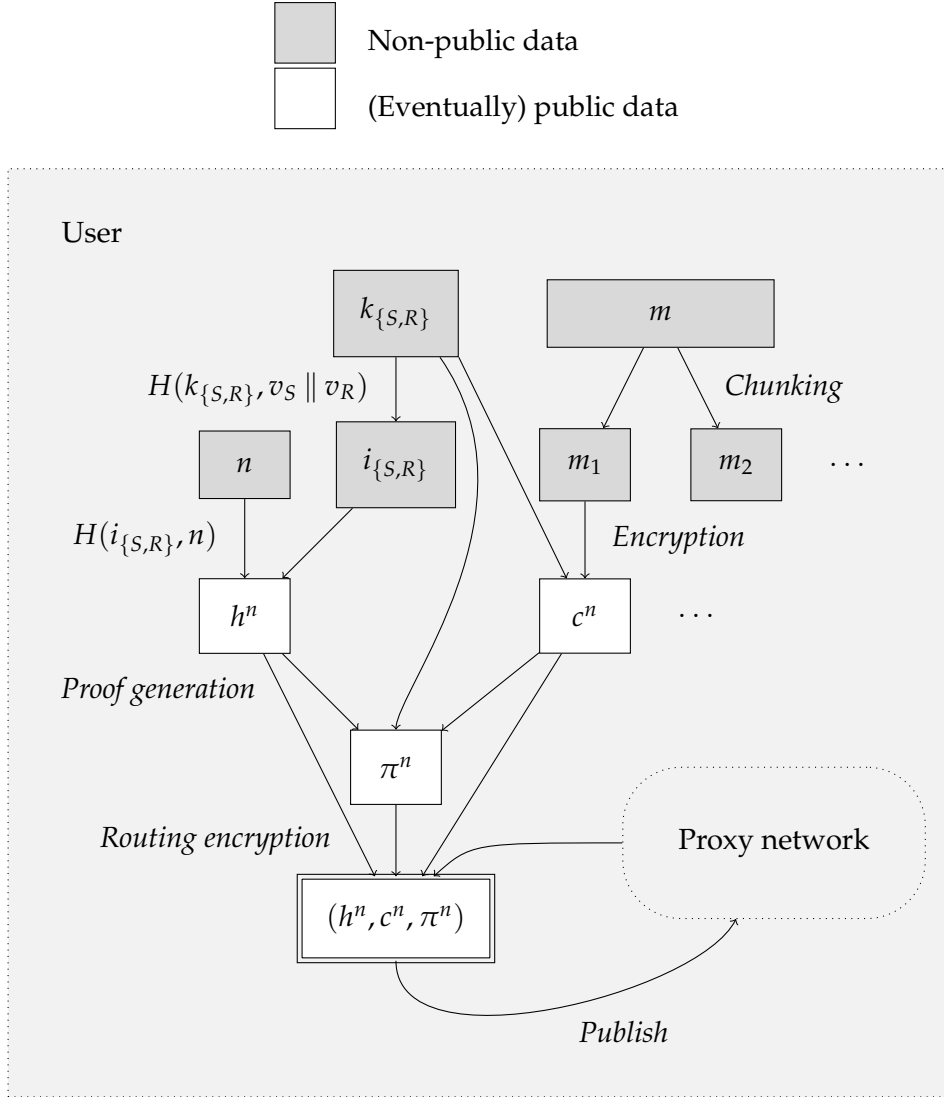 Non-public data
(Eventually) public data
User
k_{S,R}
m
H(k_{S,R}, v_S ∥ v_R)
Chunking
n
i_{S,R}
m_1
m_2
...
H(i_{S,R}, n)
Encryption
h^n
c^n
...
Proof generation
π^n
Routing encryption
Proxy network
(h^n, c^n, π^n)
Publish